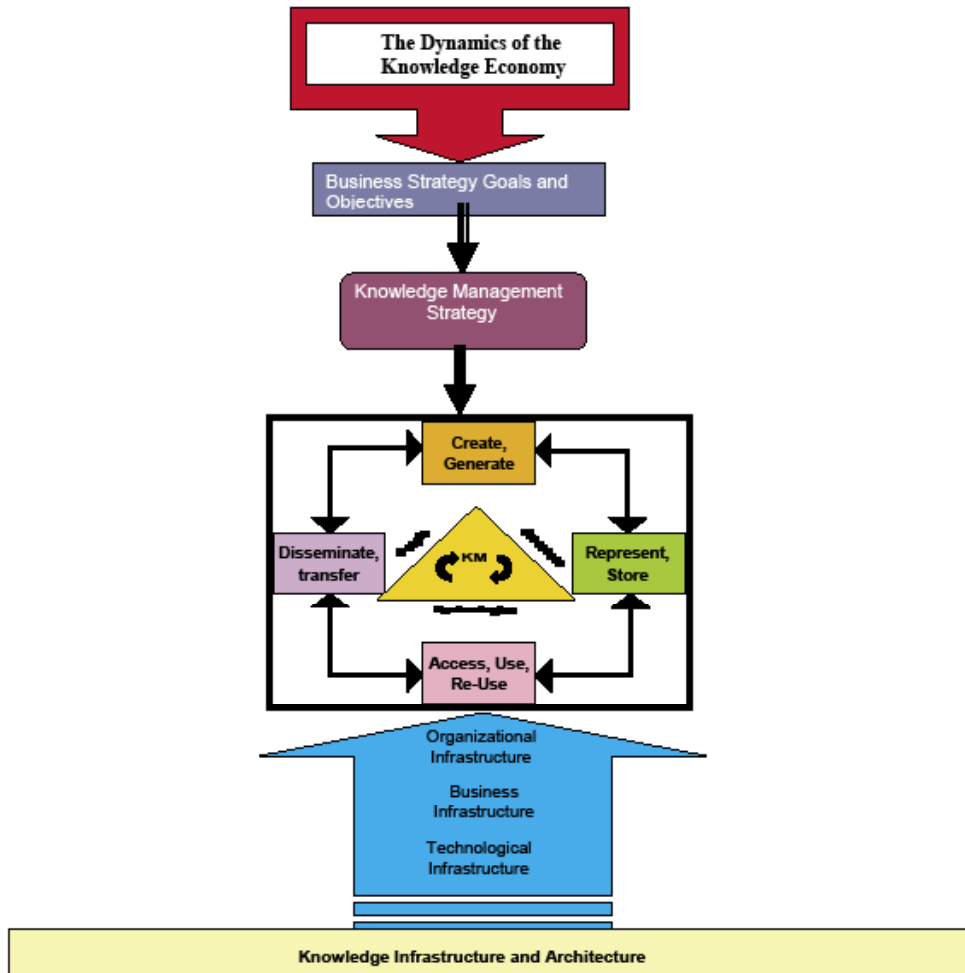 The Dynamics of the
Knowledge Economy
Business Strategy Goals and
Objectives
Knowledge Management
Strategy
Create,
Generate
Disseminate,
transfer
KM
Represent,
Store
Access, Use,
Re-Use
Organizational
Infrastructure
Business
Infrastructure
Technological
Infrastructure
Knowledge Infrastructure and Architecture